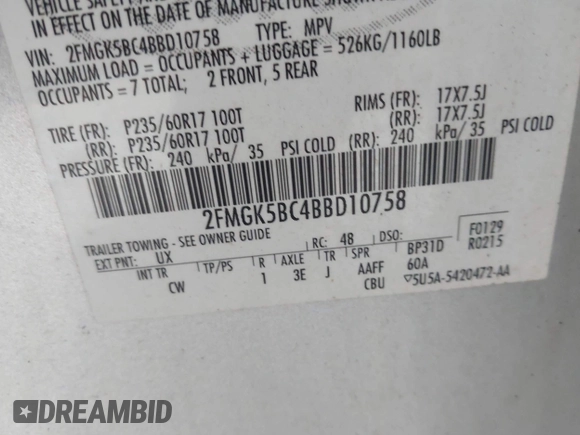 VEHICLE SAFETY AND
IN EFFECT ON THE DATE OF MANUFACTURE SHOWN
VIN: 2FMGK5BC4BBD10758 TYPE: MPV
MAXIMUM LOAD = OCCUPANTS + LUGGAGE = 526KG/1160LB
OCCUPANTS = 7 TOTAL; 2 FRONT, 5 REAR
TIRE (FR): P235/60R17 100T RIMS (FR): 17X7.5J
(RR): P235/60R17 100T (RR): 17X7.5J
PRESSURE (FR): 240 kPa/ 35 PSI COLD (RR): 240 kPa/ 35 PSI COLD
2FMGK5BC4BBD10758
TRAILER TOWING - SEE OWNER GUIDE
EXT PNT: UX RC: 48 DSO: F0129
INT TR TP/PS R AXLE TR SPR BP31D R0215
CW 1 3E J AAFF 60A
CBU ▽5U5A-5420472-AA
DREAMBID